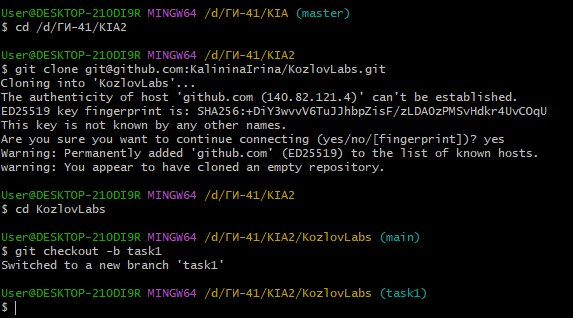 User@DESKTOP-21ODI9R MINGW64 /d/ГИ-41/KIA (master)
$ cd /d/ГИ-41/KIA2
User@DESKTOP-21ODI9R MINGW64 /d/ГИ-41/KIA2
$ git clone git@github.com:KalininaIrina/KozlovLabs.git
Cloning into 'KozlovLabs'...
The authenticity of host 'github.com (140.82.121.4)' can't be established.
ED25519 key fingerprint is: SHA256:+DiY3wvvV6TuJJhbpZisF/zLDAOzPMSvHdkr4UvCOqU
This key is not known by any other names.
Are you sure you want to continue connecting (yes/no/[fingerprint])? yes
Warning: Permanently added 'github.com' (ED25519) to the list of known hosts.
warning: You appear to have cloned an empty repository.
User@DESKTOP-21ODI9R MINGW64 /d/ГИ-41/KIA2
$ cd KozlovLabs
User@DESKTOP-21ODI9R MINGW64 /d/ГИ-41/KIA2/KozlovLabs (main)
$ git checkout -b task1
Switched to a new branch 'task1'
User@DESKTOP-21ODI9R MINGW64 /d/ГИ-41/KIA2/KozlovLabs (task1)
$